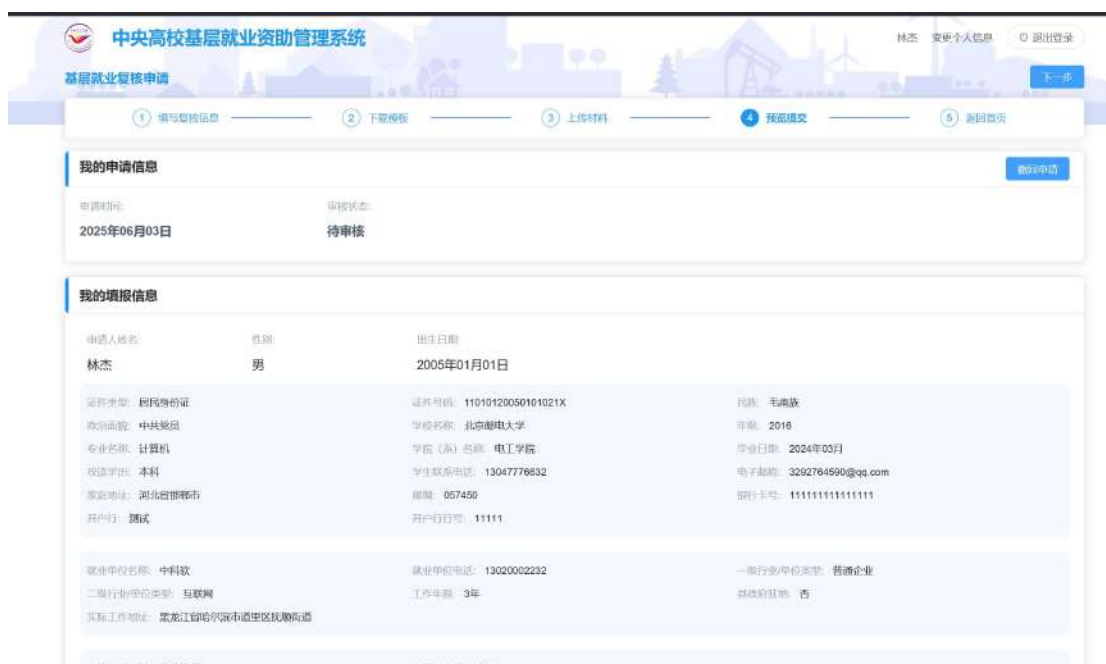 中央高校基层就业资助管理系统
林杰 变更个人信息 退出登录
基层就业复核申请
下一步
1 填写复核信息 2 下载模板 3 上传材料 4 预览提交 5 返回首页
我的申请信息
撤回申请
申请时间: 审核状态:
2025年06月03日 待审核
我的填报信息
申请人姓名: 性别: 出生日期:
林杰 男 2005年01月01日
证件类型: 居民身份证 证件号码: 11010120050101021X 民族: 毛南族
政治面貌: 中共党员 学校名称: 北京邮电大学 年级: 2016
专业名称: 计算机 学院(系)名称: 电工学院 毕业日期: 2024年03月
攻读学历: 本科 学生联系电话: 13047776632 电子邮箱: 3292764590@qq.com
家庭地址: 河北省邯郸市 邮编: 057450 银行卡号: 111111111111111
开户行: 测试 开户行行号: 11111
就业单位名称: 中科软 就业单位电话: 13020002232 一级行业/单位类型: 普通企业
二级行业/单位类型: 互联网 工作年限: 3年 县政府驻地: 否
实际工作地址: 黑龙江省哈尔滨市道里区抚顺街道